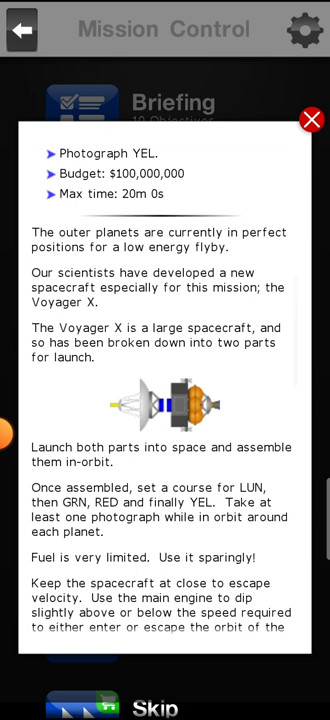 Mission Control
Briefing
10 Objectives
Photograph YEL.
Budget: $100,000,000
Max time: 20m 0s
The outer planets are currently in perfect
positions for a low energy flyby.
Our scientists have developed a new
spacecraft especially for this mission; the
Voyager X.
The Voyager X is a large spacecraft, and
so has been broken down into two parts
for launch.
Launch both parts into space and assemble
them in-orbit.
Once assembled, set a course for LUN,
then GRN, RED and finally YEL.  Take at
least one photograph while in orbit around
each planet.
Fuel is very limited.  Use it sparingly!
Keep the spacecraft at close to escape
velocity.  Use the main engine to dip
slightly above or below the speed required
to either enter or escape the orbit of the
Skip